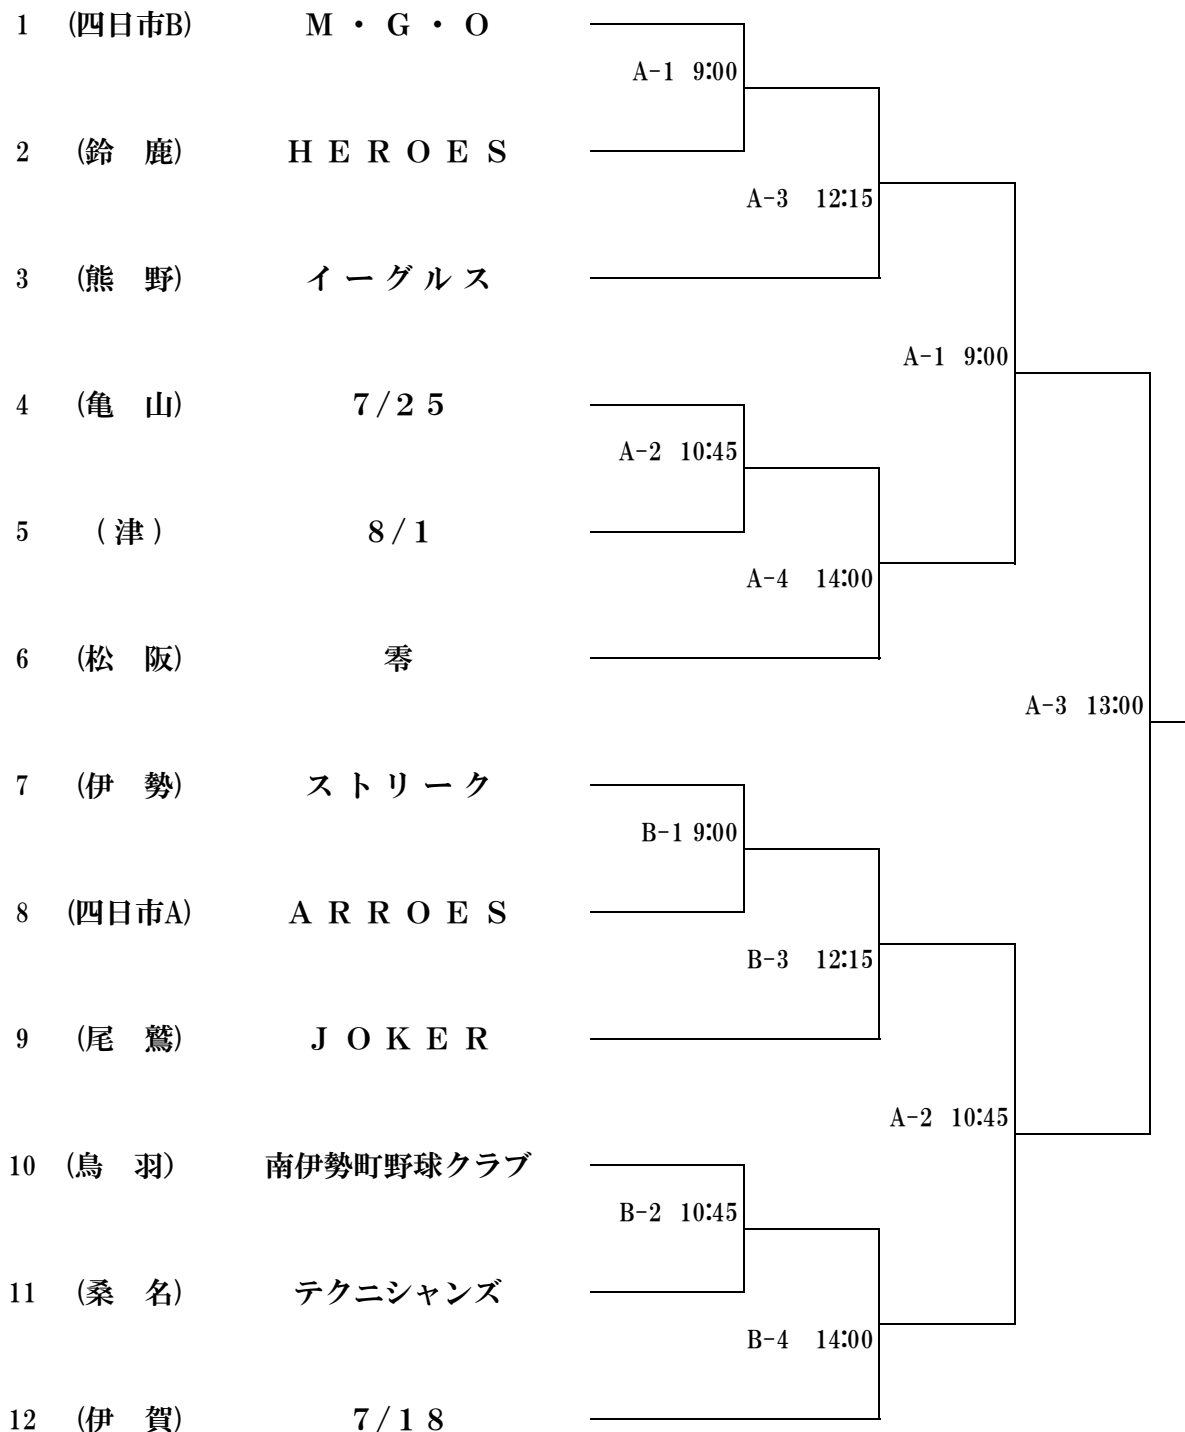 1 (四日市B) M・G・O
A-1 9:00
2 (鈴 鹿) HEROES
A-3 12:15
3 (熊 野) イーグルス
A-1 9:00
4 (亀 山) 7/25
A-2 10:45
5 (津) 8/1
A-4 14:00
6 (松 阪) 零
A-3 13:00
7 (伊 勢) ストリーク
B-1 9:00
8 (四日市A) ARROES
B-3 12:15
9 (尾 鷲) JOKER
A-2 10:45
10 (鳥 羽) 南伊勢町野球クラブ
B-2 10:45
11 (桑 名) テクニシャンズ
B-4 14:00
12 (伊 賀) 7/18